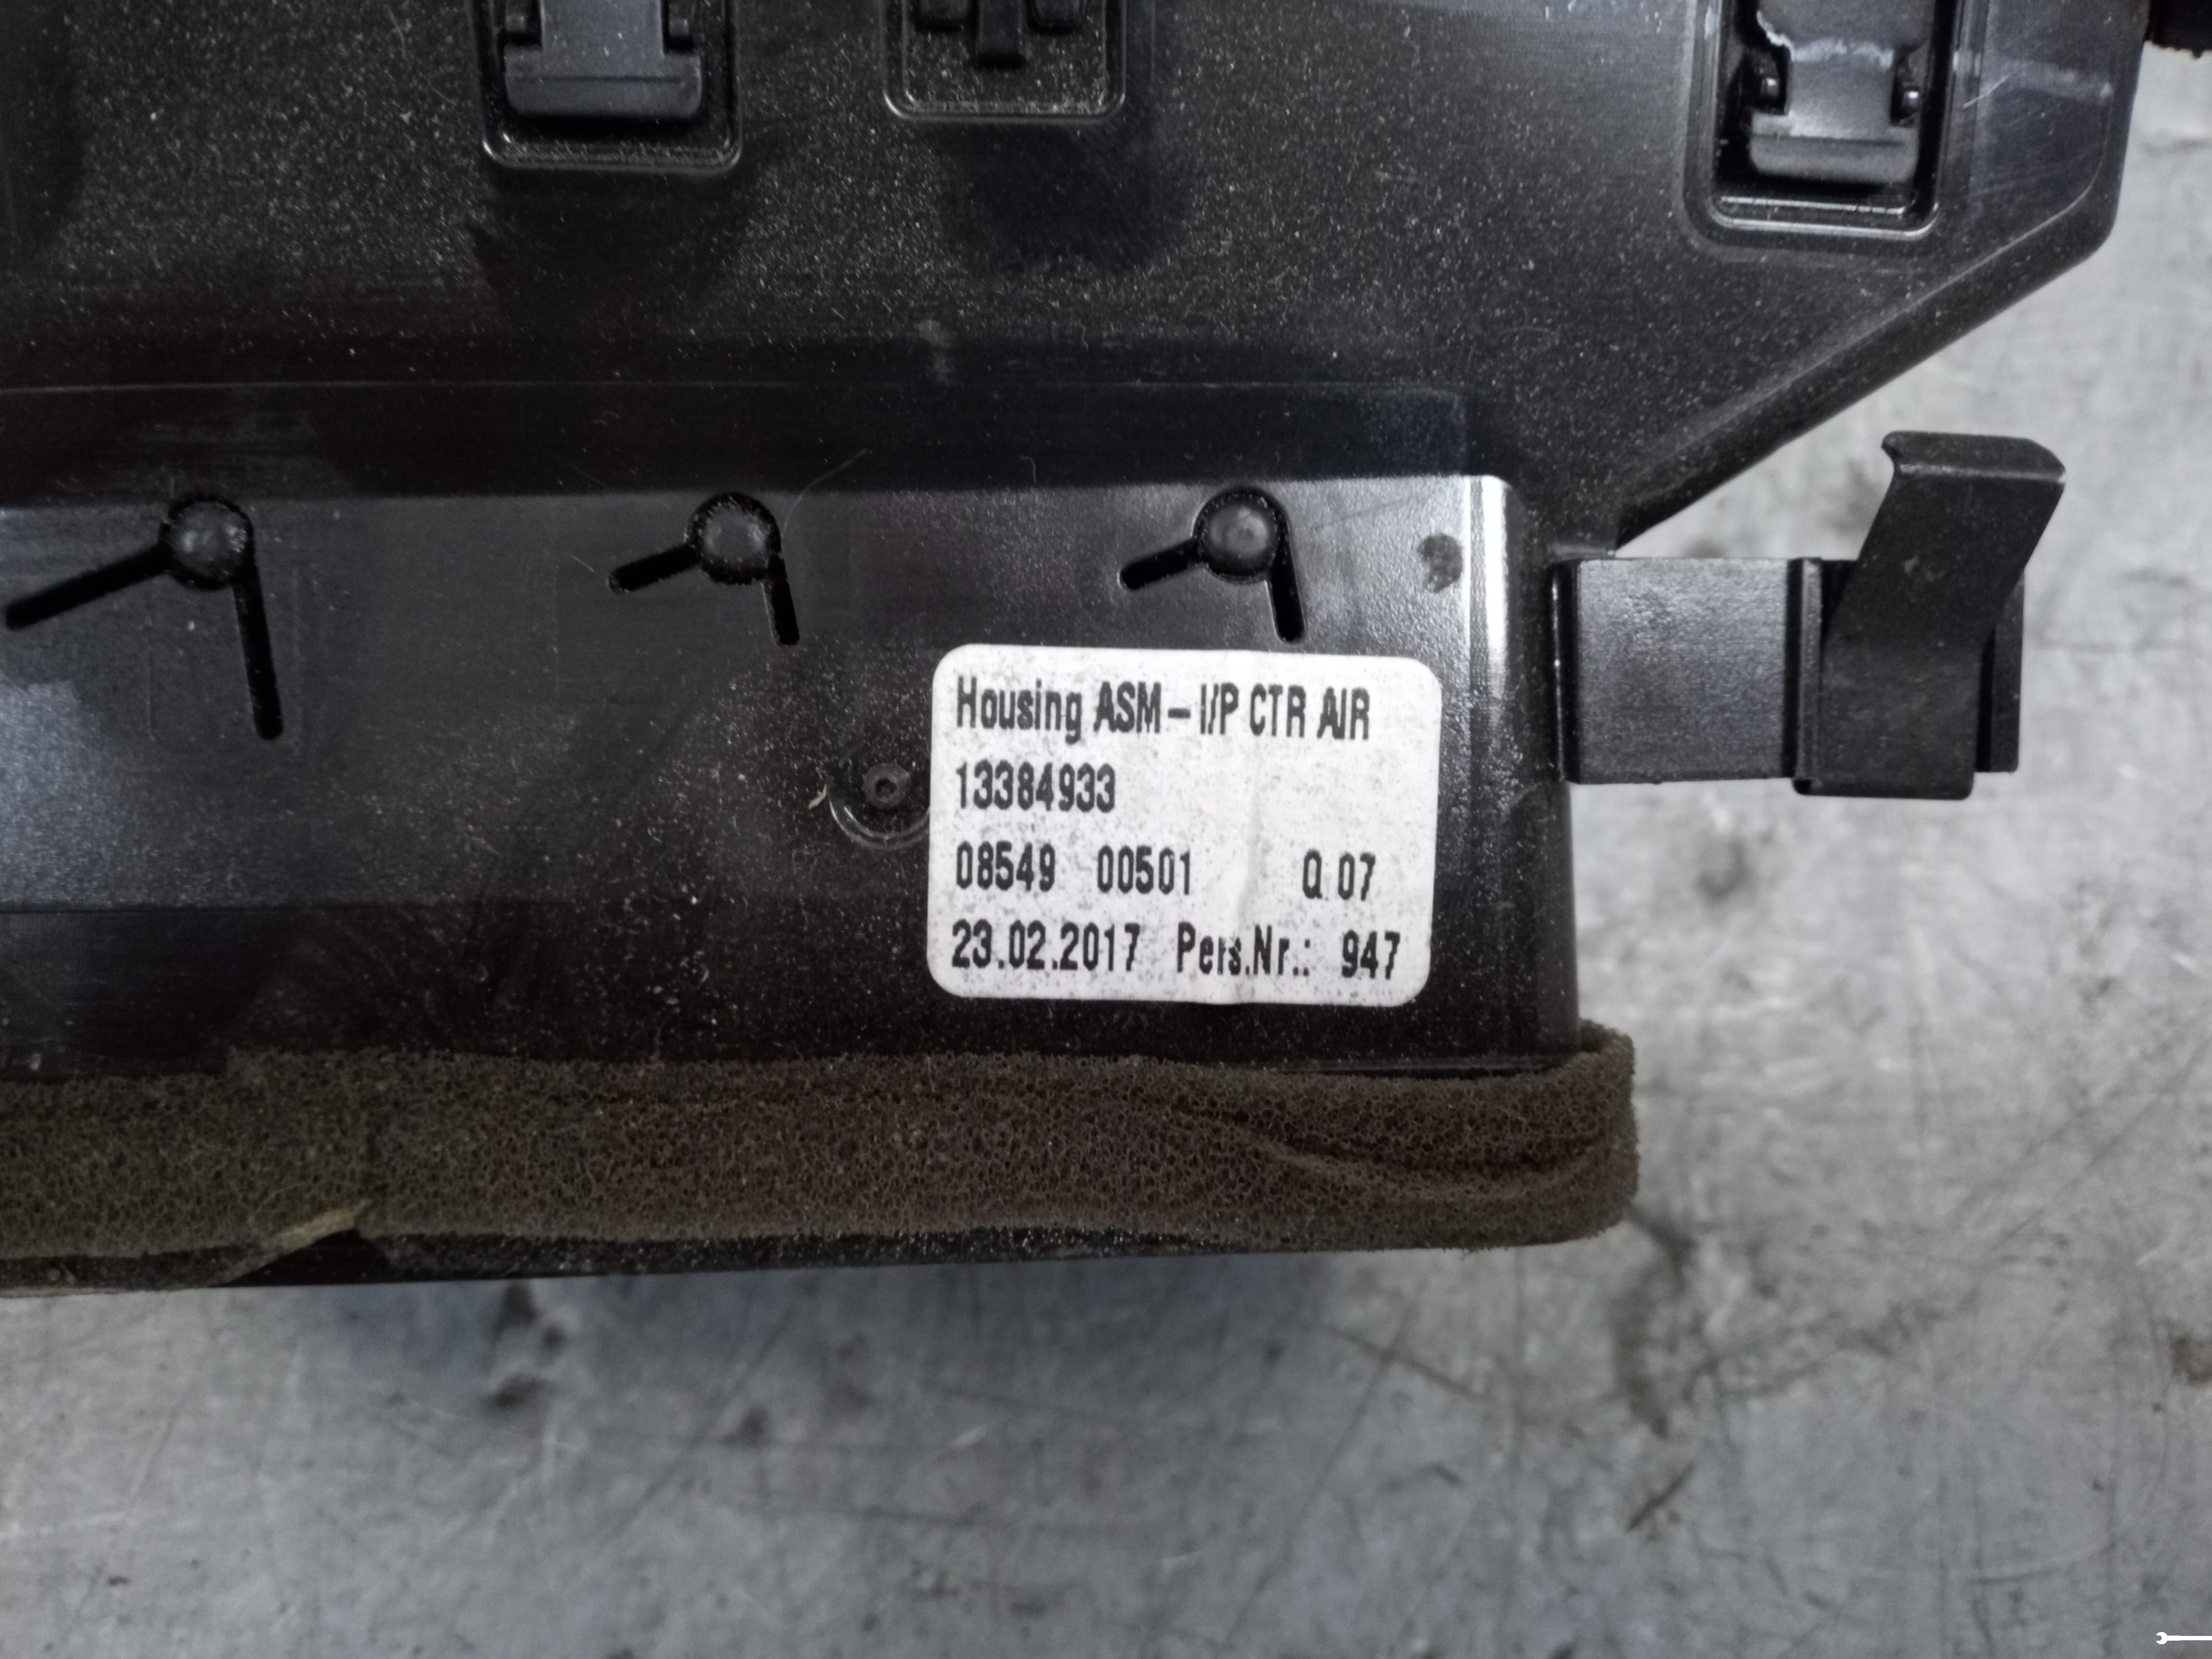 Housing ASM – I/P CTR AIR
13384933
08549 00501 Q 07
23.02.2017 Pers.Nr.: 947